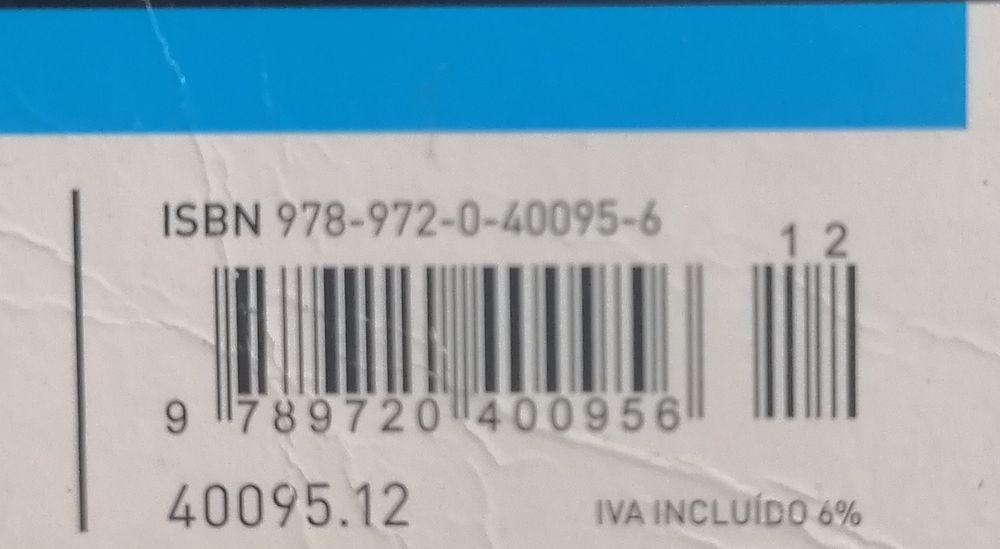 ISBN 978-972-0-40095-6
1 2
9 789720 400956
40095.12
IVA INCLUÍDO 6%